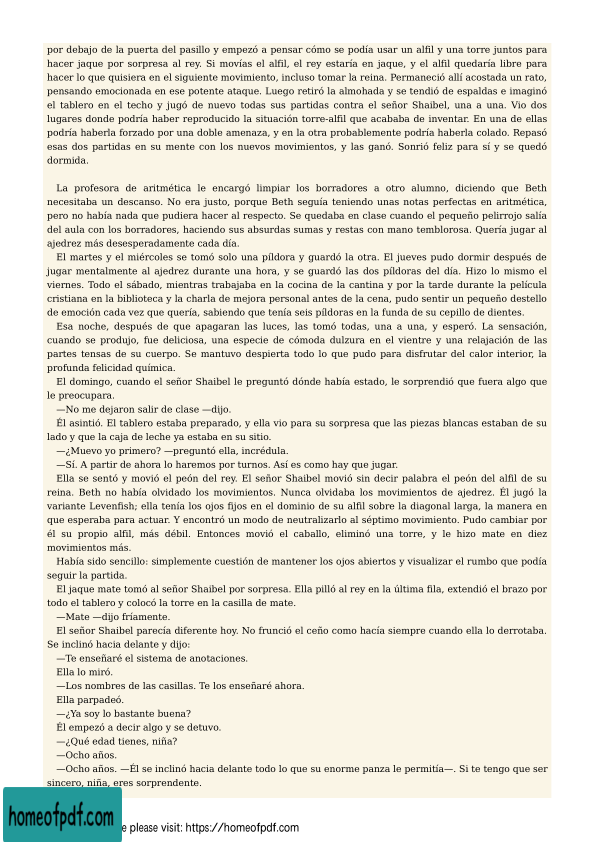 por debajo de la puerta del pasillo y empezó a pensar cómo se podía usar un alfil y una torre juntos para
hacer jaque por sorpresa al rey. Si movías el alfil, el rey estaría en jaque, y el alfil quedaría libre para
hacer lo que quisiera en el siguiente movimiento, incluso tomar la reina. Permaneció allí acostada un rato,
pensando emocionada en ese potente ataque. Luego retiró la almohada y se tendió de espaldas e imaginó
el tablero en el techo y jugó de nuevo todas sus partidas contra el señor Shaibel, una a una. Vio dos
lugares donde podría haber reproducido la situación torre-alfil que acababa de inventar. En una de ellas
podría haberla forzado por una doble amenaza, y en la otra probablemente podría haberla colado. Repasó
esas dos partidas en su mente con los nuevos movimientos, y las ganó. Sonrió feliz para sí y se quedó
dormida.
La profesora de aritmética le encargó limpiar los borradores a otro alumno, diciendo que Beth
necesitaba un descanso. No era justo, porque Beth seguía teniendo unas notas perfectas en aritmética,
pero no había nada que pudiera hacer al respecto. Se quedaba en clase cuando el pequeño pelirrojo salía
del aula con los borradores, haciendo sus absurdas sumas y restas con mano temblorosa. Quería jugar al
ajedrez más desesperadamente cada día.
El martes y el miércoles se tomó solo una píldora y guardó la otra. El jueves pudo dormir después de
jugar mentalmente al ajedrez durante una hora, y se guardó las dos píldoras del día. Hizo lo mismo el
viernes. Todo el sábado, mientras trabajaba en la cocina de la cantina y por la tarde durante la película
cristiana en la biblioteca y la charla de mejora personal antes de la cena, pudo sentir un pequeño destello
de emoción cada vez que quería, sabiendo que tenía seis píldoras en la funda de su cepillo de dientes.
Esa noche, después de que apagaran las luces, las tomó todas, una a una, y esperó. La sensación,
cuando se produjo, fue deliciosa, una especie de cómoda dulzura en el vientre y una relajación de las
partes tensas de su cuerpo. Se mantuvo despierta todo lo que pudo para disfrutar del calor interior, la
profunda felicidad química.
El domingo, cuando el señor Shaibel le preguntó dónde había estado, le sorprendió que fuera algo que
le preocupara.
—No me dejaron salir de clase —dijo.
Él asintió. El tablero estaba preparado, y ella vio para su sorpresa que las piezas blancas estaban de su
lado y que la caja de leche ya estaba en su sitio.
—¿Muevo yo primero? —preguntó ella, incrédula.
—Sí. A partir de ahora lo haremos por turnos. Así es como hay que jugar.
Ella se sentó y movió el peón del rey. El señor Shaibel movió sin decir palabra el peón del alfil de su
reina. Beth no había olvidado los movimientos. Nunca olvidaba los movimientos de ajedrez. Él jugó la
variante Levenfish; ella tenía los ojos fijos en el dominio de su alfil sobre la diagonal larga, la manera en
que esperaba para actuar. Y encontró un modo de neutralizarlo al séptimo movimiento. Pudo cambiar por
él su propio alfil, más débil. Entonces movió el caballo, eliminó una torre, y le hizo mate en diez
movimientos más.
Había sido sencillo: simplemente cuestión de mantener los ojos abiertos y visualizar el rumbo que podía
seguir la partida.
El jaque mate tomó al señor Shaibel por sorpresa. Ella pilló al rey en la última fila, extendió el brazo por
todo el tablero y colocó la torre en la casilla de mate.
—Mate —dijo fríamente.
El señor Shaibel parecía diferente hoy. No frunció el ceño como hacía siempre cuando ella lo derrotaba.
Se inclinó hacia delante y dijo:
—Te enseñaré el sistema de anotaciones.
Ella lo miró.
—Los nombres de las casillas. Te los enseñaré ahora.
Ella parpadeó.
—¿Ya soy lo bastante buena?
Él empezó a decir algo y se detuvo.
—¿Qué edad tienes, niña?
—Ocho años.
—Ocho años. —Él se inclinó hacia delante todo lo que su enorme panza le permitía—. Si te tengo que ser
sincero, niña, eres sorprendente.
homeofpdf.com
e please visit: https://homeofpdf.com